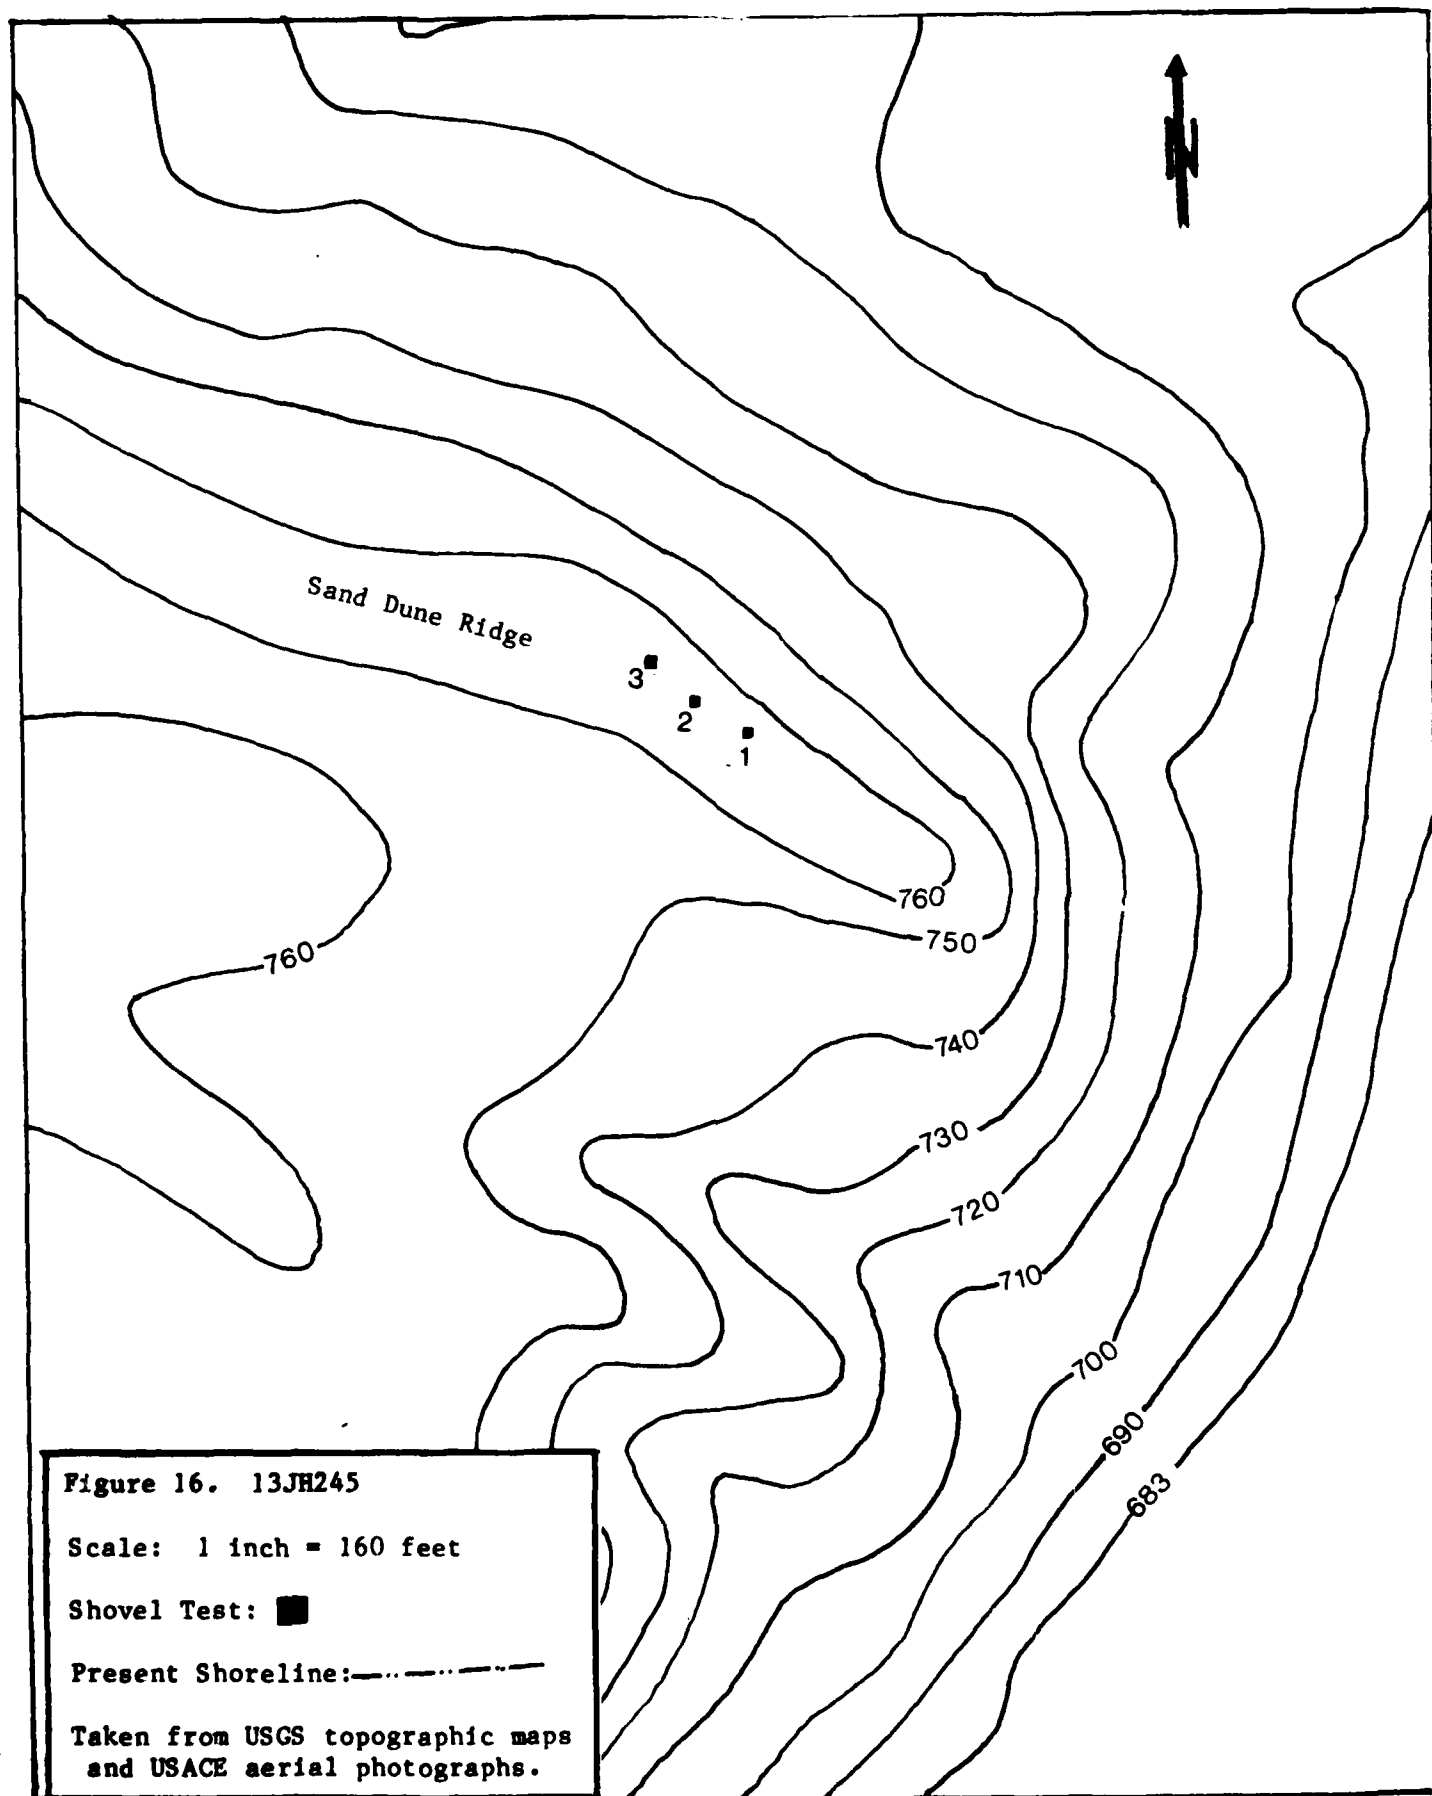 N
Sand Dune Ridge
3
2
1
760
750
760
740
730
720
710
700
690
683
Figure 16. 13JH245
Scale: 1 inch = 160 feet
Shovel Test:
Present Shoreline:
Taken from USGS topographic maps
and USACE aerial photographs.